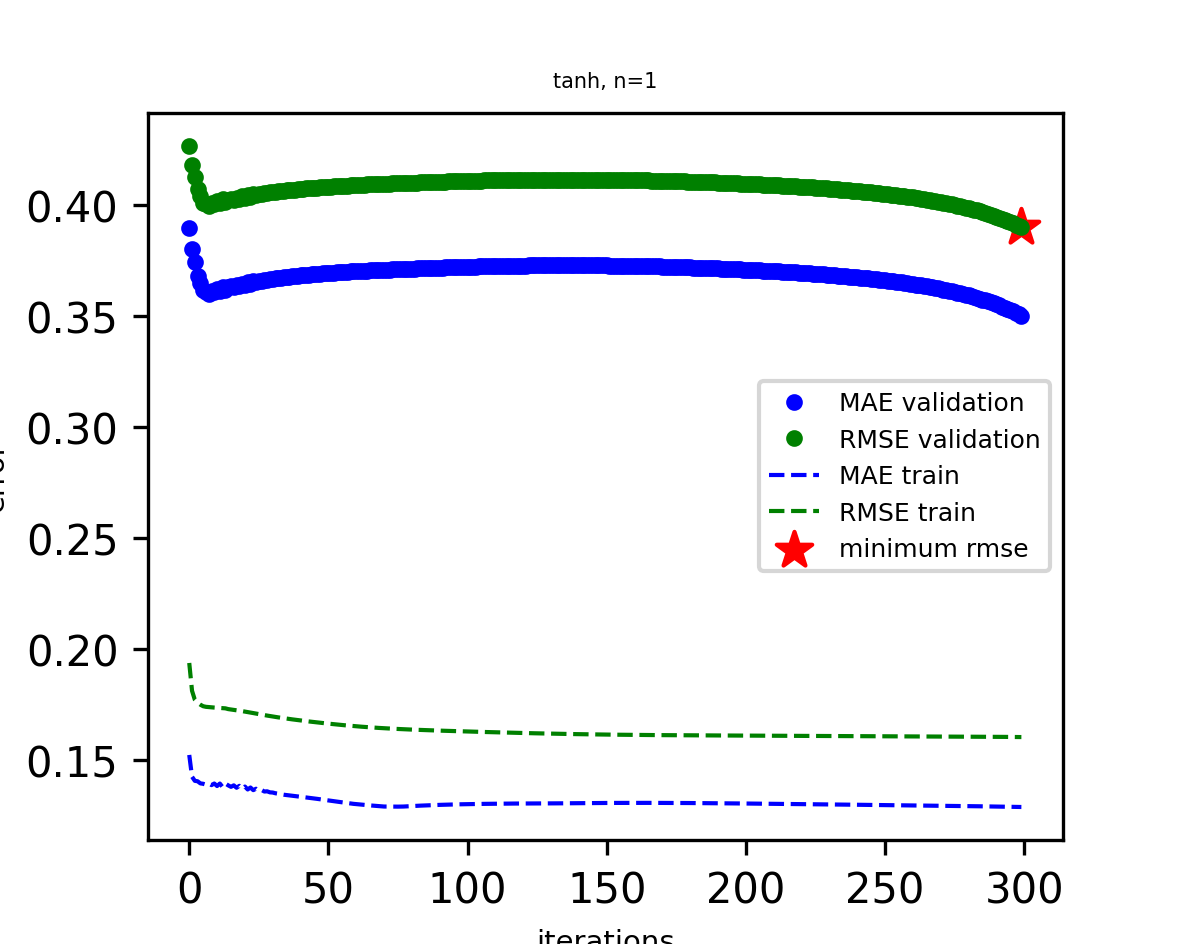 tanh, n=1
0.40
0.35
0.30
0.25
0.20
0.15
MAE validation
RMSE validation
MAE train
RMSE train
minimum rmse
0 50 100 150 200 250 300
iterations